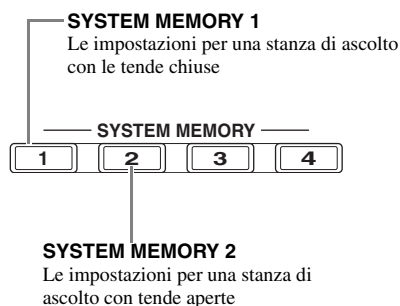 SYSTEM MEMORY 1
Le impostazioni per una stanza di ascolto
con le tende chiuse
SYSTEM MEMORY
1 2 3 4
SYSTEM MEMORY 2
Le impostazioni per una stanza di
ascolto con tende aperte